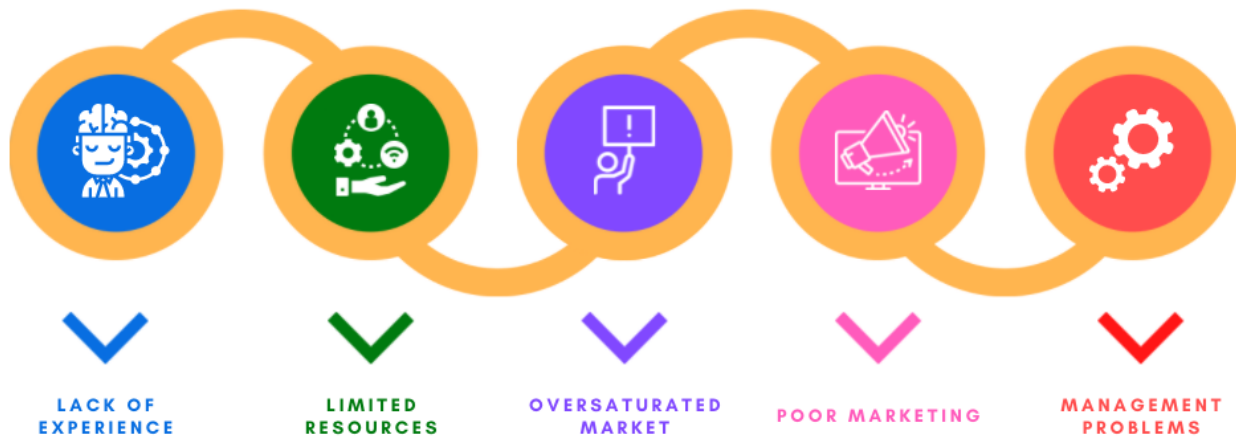 LACK OF
EXPERIENCE
LIMITED
RESOURCES
OVERSATURATED
MARKET
POOR MARKETING
MANAGEMENT
PROBLEMS